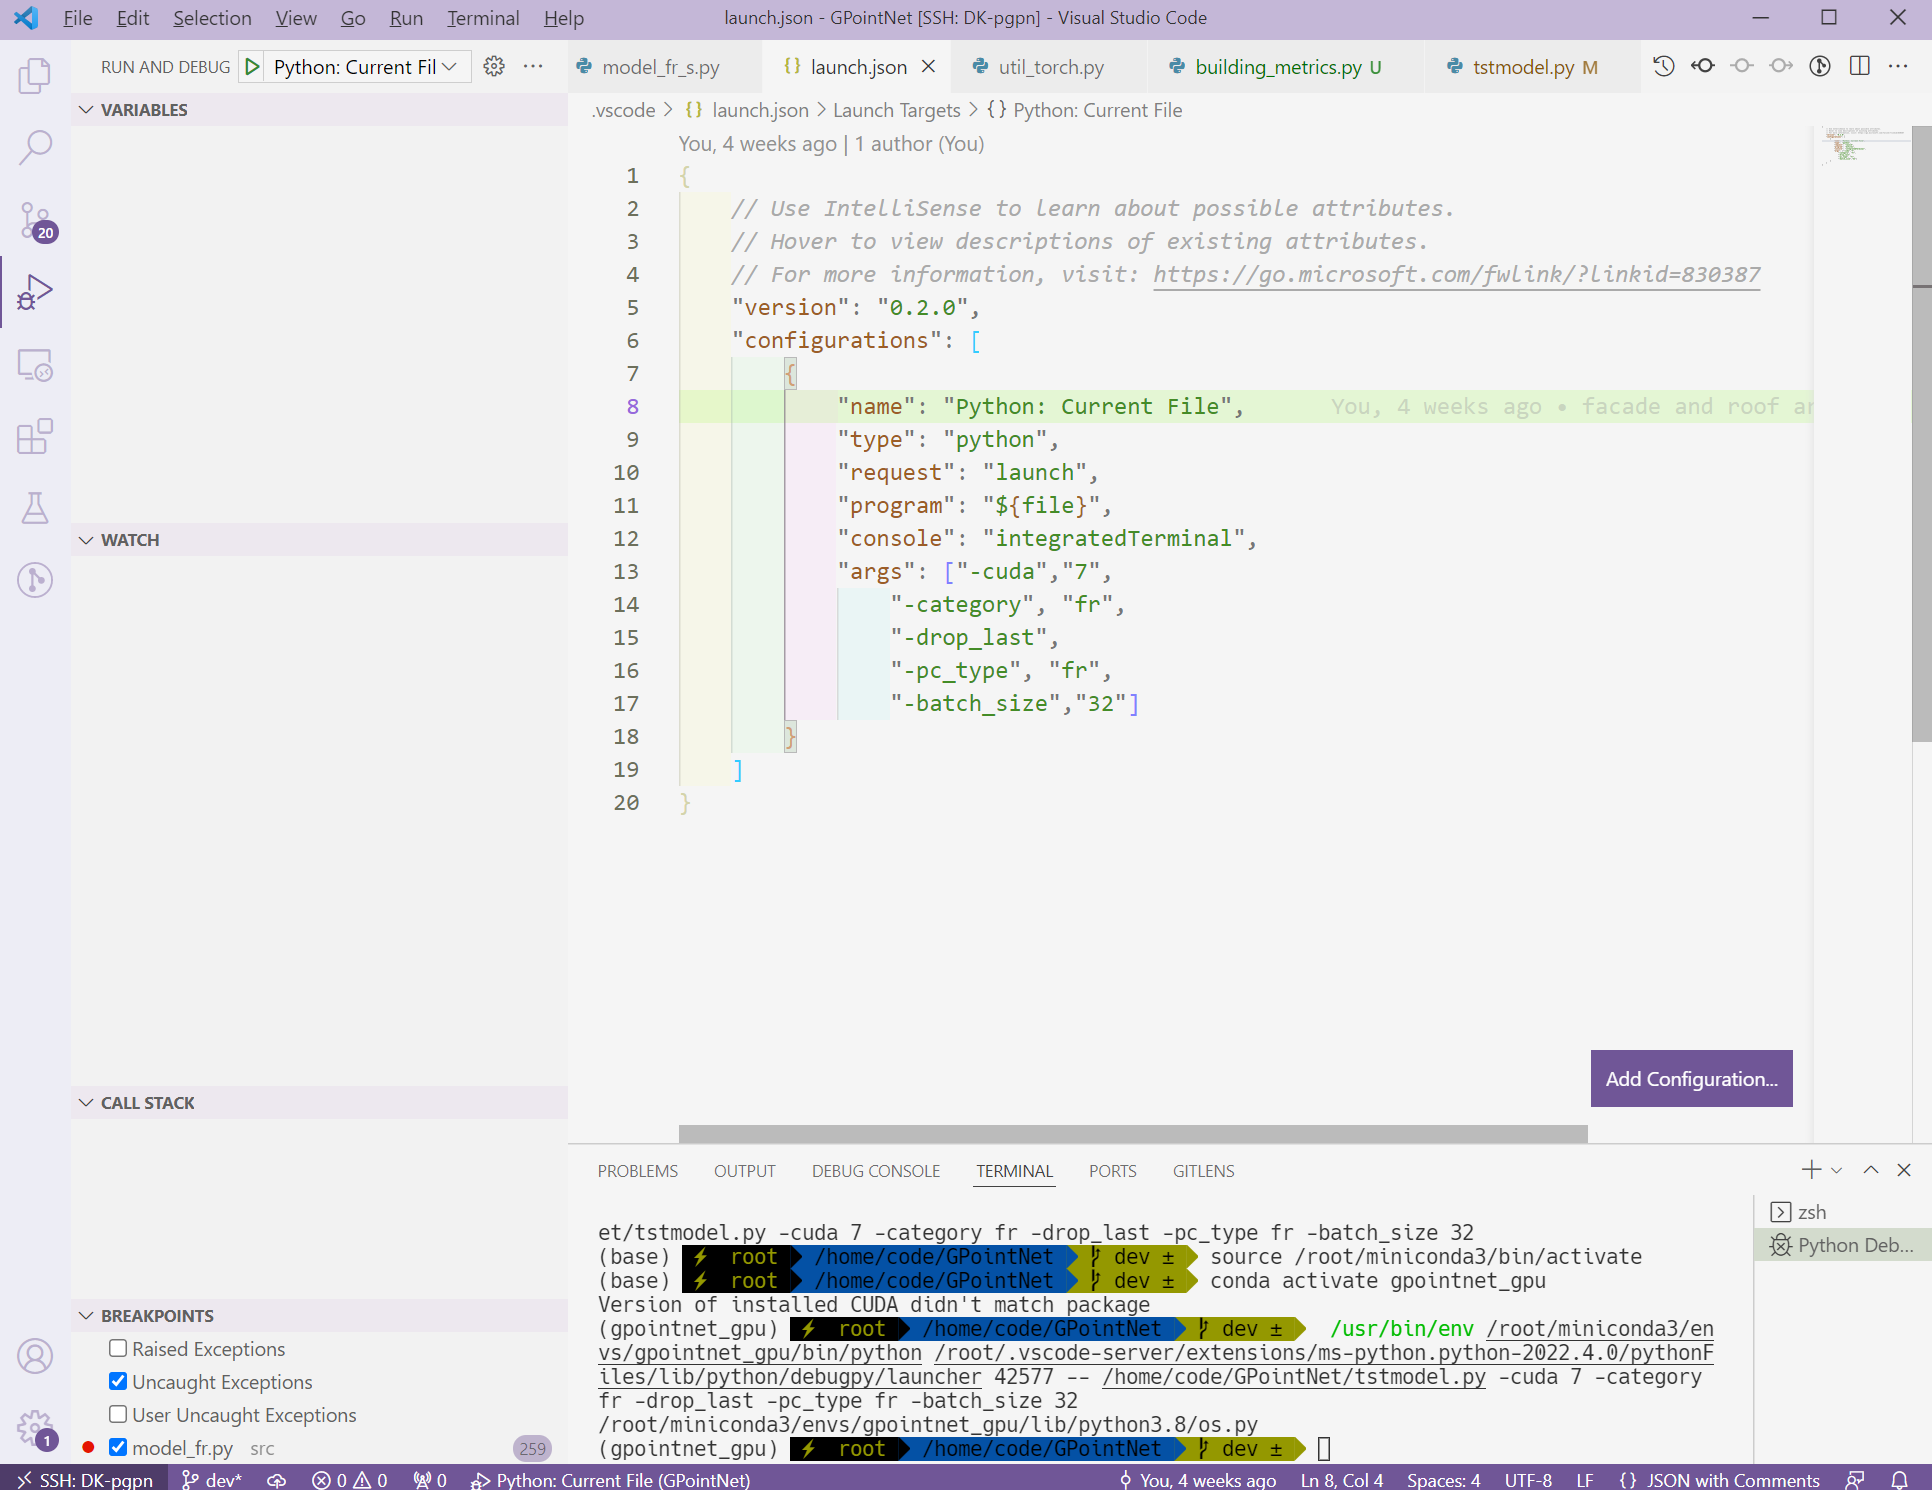 File Edit Selection View Go Run Terminal Help launch.json - GPointNet [SSH: DK-pgpn] - Visual Studio Code
RUN AND DEBUG Python: Current Fil
model_fr_s.py launch.json util_torch.py building_metrics.py U tstmodel.py M
VARIABLES
.vscode > launch.json > Launch Targets > {} Python: Current File
You, 4 weeks ago | 1 author (You)
1 {
2 // Use IntelliSense to learn about possible attributes.
3 // Hover to view descriptions of existing attributes.
4 // For more information, visit: https://go.microsoft.com/fwlink/?linkid=830387
5 "version": "0.2.0",
6 "configurations": [
7 {
8 "name": "Python: Current File", You, 4 weeks ago • facade and roof ar
9 "type": "python",
10 "request": "launch",
11 "program": "${file}",
12 "console": "integratedTerminal",
13 "args": ["-cuda","7",
14 "-category", "fr",
15 "-drop_last",
16 "-pc_type", "fr",
17 "-batch_size","32"]
18 }
19 ]
20 }
20
WATCH
CALL STACK
Add Configuration...
PROBLEMS OUTPUT DEBUG CONSOLE TERMINAL PORTS GITLENS
zsh
Python Deb...
et/tstmodel.py -cuda 7 -category fr -drop_last -pc_type fr -batch_size 32
(base) ⚡ root /home/code/GPointNet dev ± source /root/miniconda3/bin/activate
(base) ⚡ root /home/code/GPointNet dev ± conda activate gpointnet_gpu
Version of installed CUDA didn't match package
(gpointnet_gpu) ⚡ root /home/code/GPointNet dev ± /usr/bin/env /root/miniconda3/en
vs/gpointnet_gpu/bin/python /root/.vscode-server/extensions/ms-python.python-2022.4.0/pythonF
iles/lib/python/debugpy/launcher 42577 -- /home/code/GPointNet/tstmodel.py -cuda 7 -category
fr -drop_last -pc_type fr -batch_size 32
/root/miniconda3/envs/gpointnet_gpu/lib/python3.8/os.py
(gpointnet_gpu) ⚡ root /home/code/GPointNet dev ±
BREAKPOINTS
Raised Exceptions
Uncaught Exceptions
User Uncaught Exceptions
model_fr.py src 259
1
SSH: DK-pgpn dev* 0 0 0 Python: Current File (GPointNet) You, 4 weeks ago Ln 8, Col 4 Spaces: 4 UTF-8 LF {} JSON with Comments